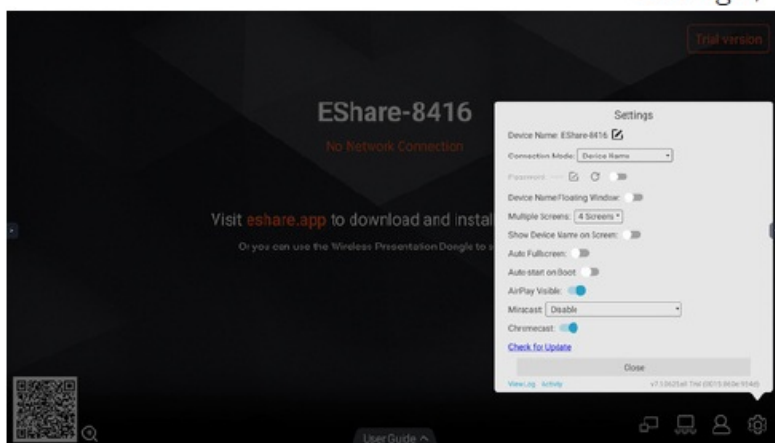 Trial version
EShare-8416
No Network Connection
Visit eshare.app to download and instal
Or you can use the Wireless Presentation Dongle to s
Settings
Device Name: EShare-8416
Connection Mode: Device Name
Password:
Device Name Floating Window:
Multiple Screens: 4 Screens
Show Device Name on Screen:
Auto Fullscreen:
Auto start on Boot
AirPlay Visible:
Miracast: Disable
Chromecast:
Check for Update
Close
View Log Activity
User Guide